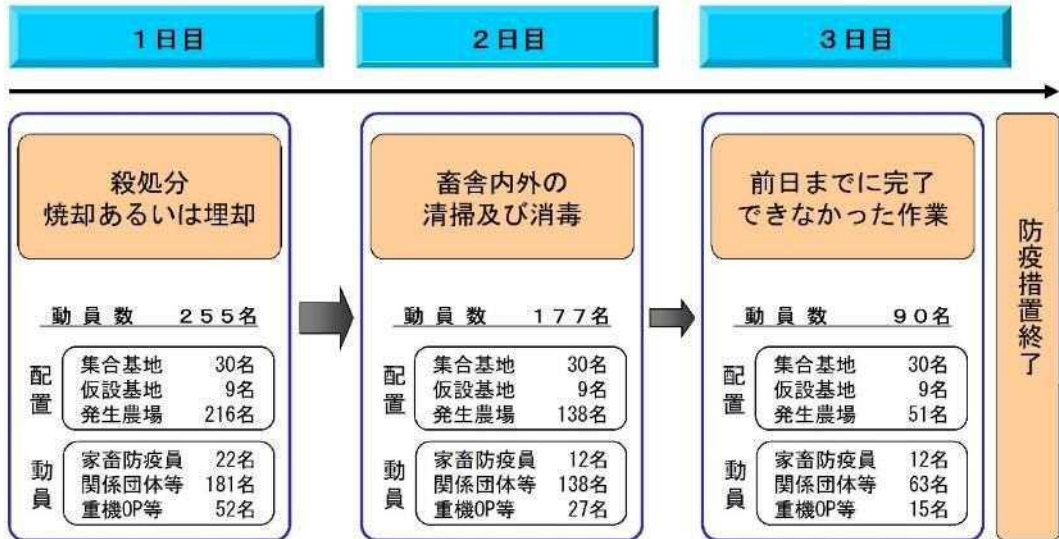 １日目
２日目
３日目
殺処分
焼却あるいは埋却
動員数 ２５５名
配置
集合基地 30名
仮設基地 9名
発生農場 216名
動員
家畜防疫員 22名
関係団体等 181名
重機OP等 52名
畜舎内外の
清掃及び消毒
動員数 １７７名
配置
集合基地 30名
仮設基地 9名
発生農場 138名
動員
家畜防疫員 12名
関係団体等 138名
重機OP等 27名
前日までに完了
できなかった作業
動員数 ９０名
配置
集合基地 30名
仮設基地 9名
発生農場 51名
動員
家畜防疫員 12名
関係団体等 63名
重機OP等 15名
防疫措置終了